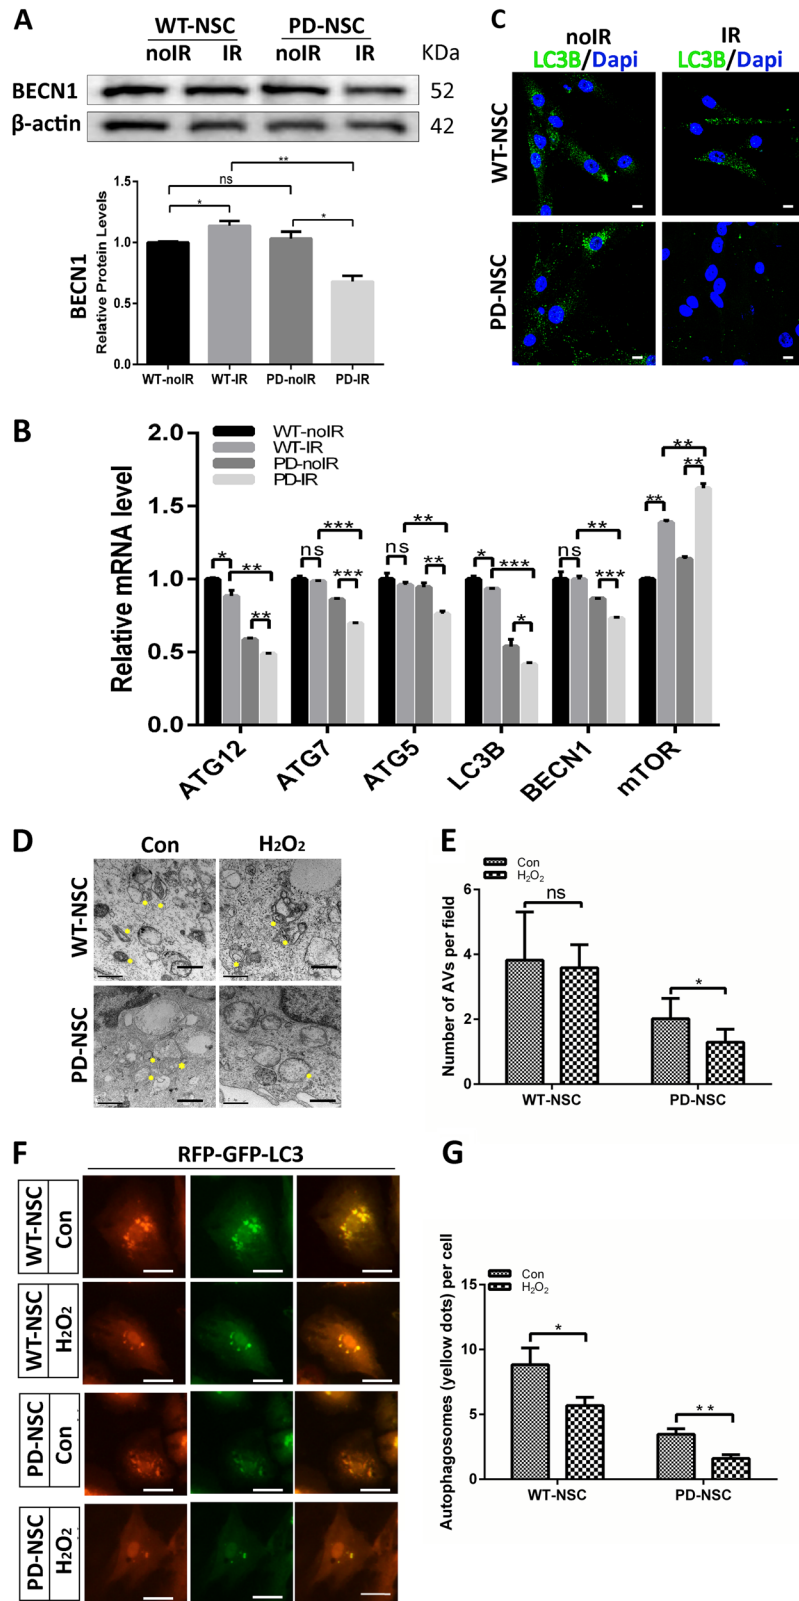 A
WT-NSC PD-NSC
noIR IR noIR IR KDa
BECN1 52
β-actin 42
**
ns
* *
BECN1
Relative Protein Levels
1.5
1.0
0.5
0.0
WT-noIR WT-IR PD-noIR PD-IR
C
noIR IR
LC3B/Dapi LC3B/Dapi
WT-NSC
PD-NSC
B
Relative mRNA level
2.0
1.5
1.0
0.5
0.0
WT-noIR
WT-IR
PD-noIR
PD-IR
* ** **
ns *** ***
ns ** **
* *** *
ns ** ***
** ** **
ATG12 ATG7 ATG5 LC3B BECN1 mTOR
D
Con H2O2
WT-NSC
PD-NSC
E
Con
H2O2
Number of AVs per field
6
4
2
0
ns
*
WT-NSC PD-NSC
F
RFP-GFP-LC3
WT-NSC Con
WT-NSC H2O2
PD-NSC Con
PD-NSC H2O2
G
Con
H2O2
Autophagosomes (yellow dots) per cell
15
10
5
0
*
* *
WT-NSC PD-NSC